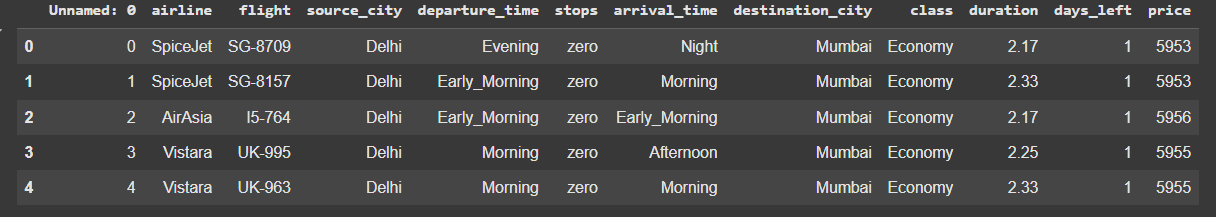 Unnamed: 0 airline flight source_city departure_time stops arrival_time destination_city class duration days_left price
0 0 SpiceJet SG-8709 Delhi Evening zero Night Mumbai Economy 2.17 1 5953
1 1 SpiceJet SG-8157 Delhi Early_Morning zero Morning Mumbai Economy 2.33 1 5953
2 2 AirAsia I5-764 Delhi Early_Morning zero Early_Morning Mumbai Economy 2.17 1 5956
3 3 Vistara UK-995 Delhi Morning zero Afternoon Mumbai Economy 2.25 1 5955
4 4 Vistara UK-963 Delhi Morning zero Morning Mumbai Economy 2.33 1 5955